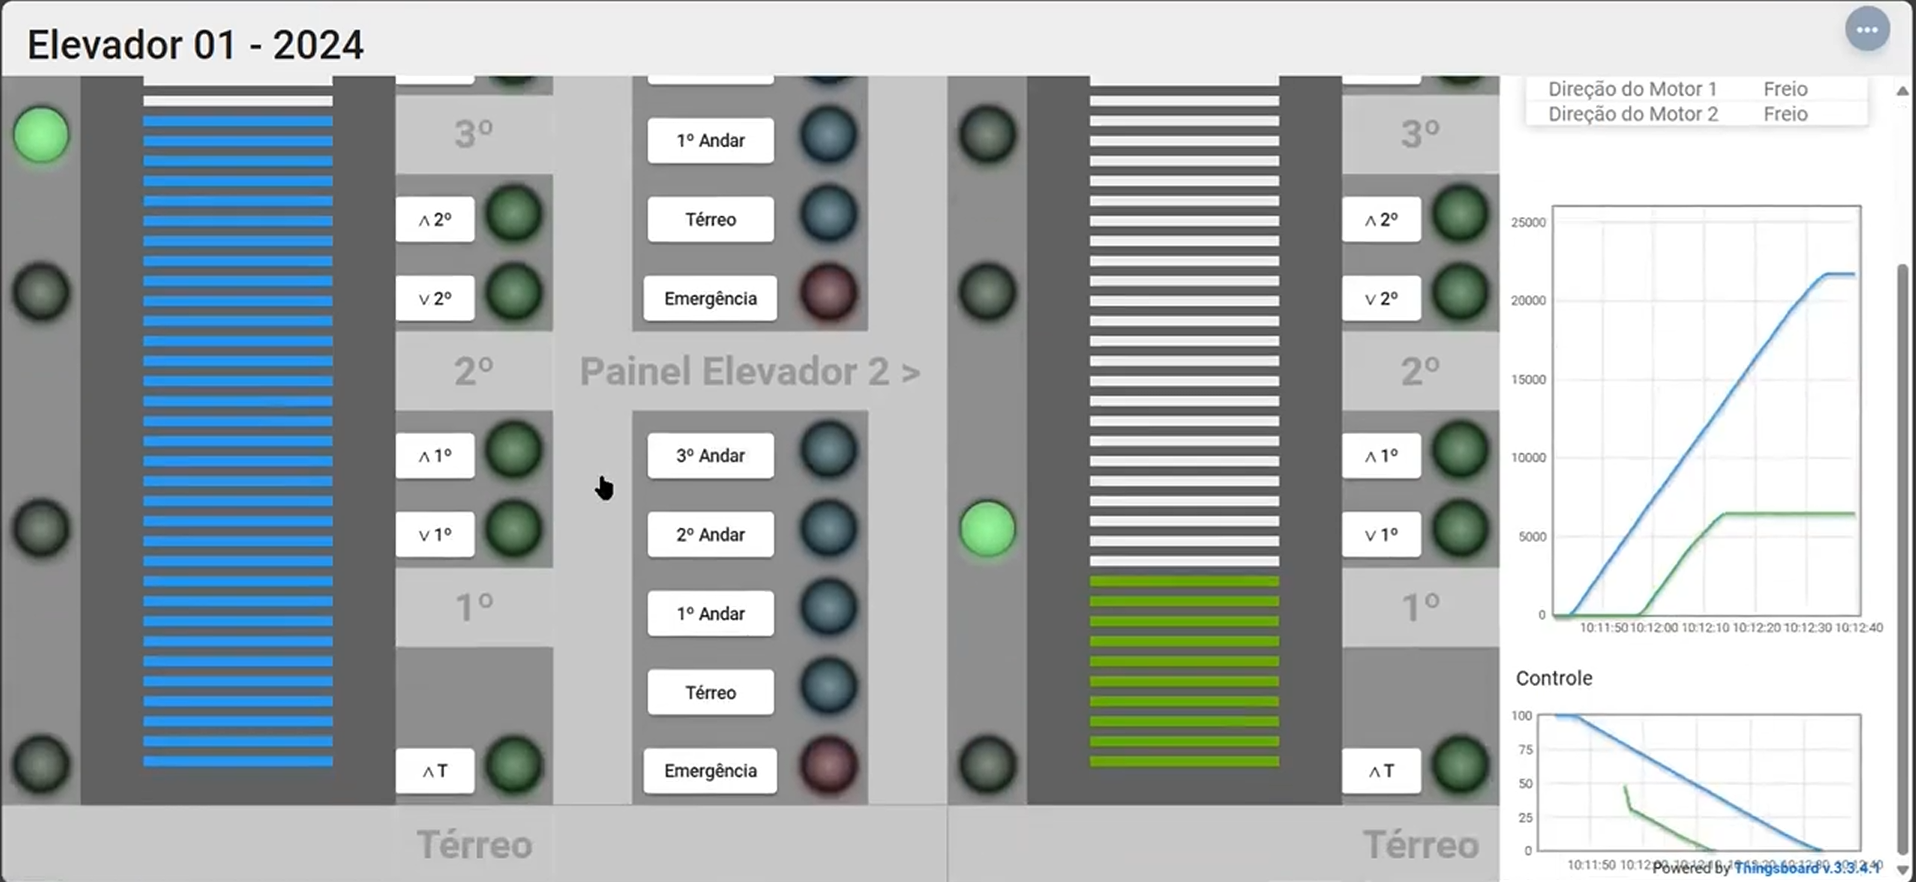 Elevador 01 - 2024
3º
∧ 2º
∨ 2º
2º
∧ 1º
∨ 1º
1º
∧ T
Térreo
1º Andar
Térreo
Emergência
Painel Elevador 2 >
3º Andar
2º Andar
1º Andar
Térreo
Emergência
3º
∧ 2º
∨ 2º
2º
∧ 1º
∨ 1º
1º
∧ T
Térreo
Direção do Motor 1 Freio
Direção do Motor 2 Freio
25000
20000
15000
10000
5000
0
10:11:50 10:12:00 10:12:10 10:12:20 10:12:30 10:12:40
Controle
100
75
50
25
0
10:11:50
Powered by Thingsboard v.3.3.4.1